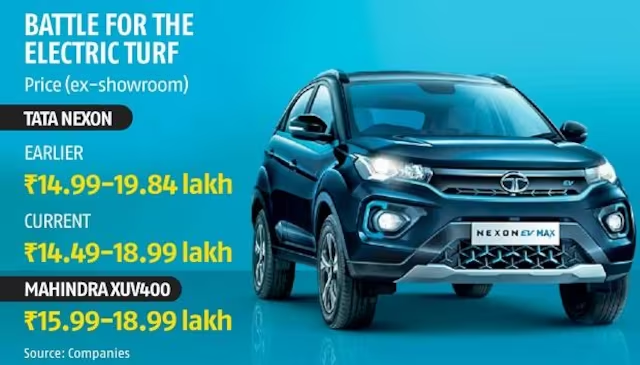 BATTLE FOR THE
ELECTRIC TURF
Price (ex-showroom)
TATA NEXON
EARLIER
₹14.99-19.84 lakh
CURRENT
₹14.49-18.99 lakh
MAHINDRA XUV400
₹15.99-18.99 lakh
Source: Companies
EV
NEXON EV MAX